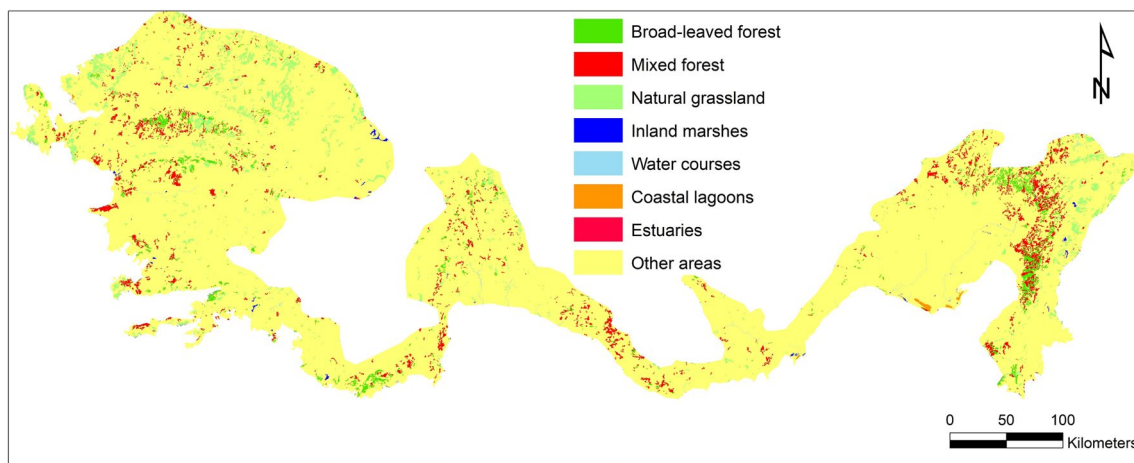 Broad-leaved forest
Mixed forest
Natural grassland
Inland marshes
Water courses
Coastal lagoons
Estuaries
Other areas
N
0 50 100
Kilometers